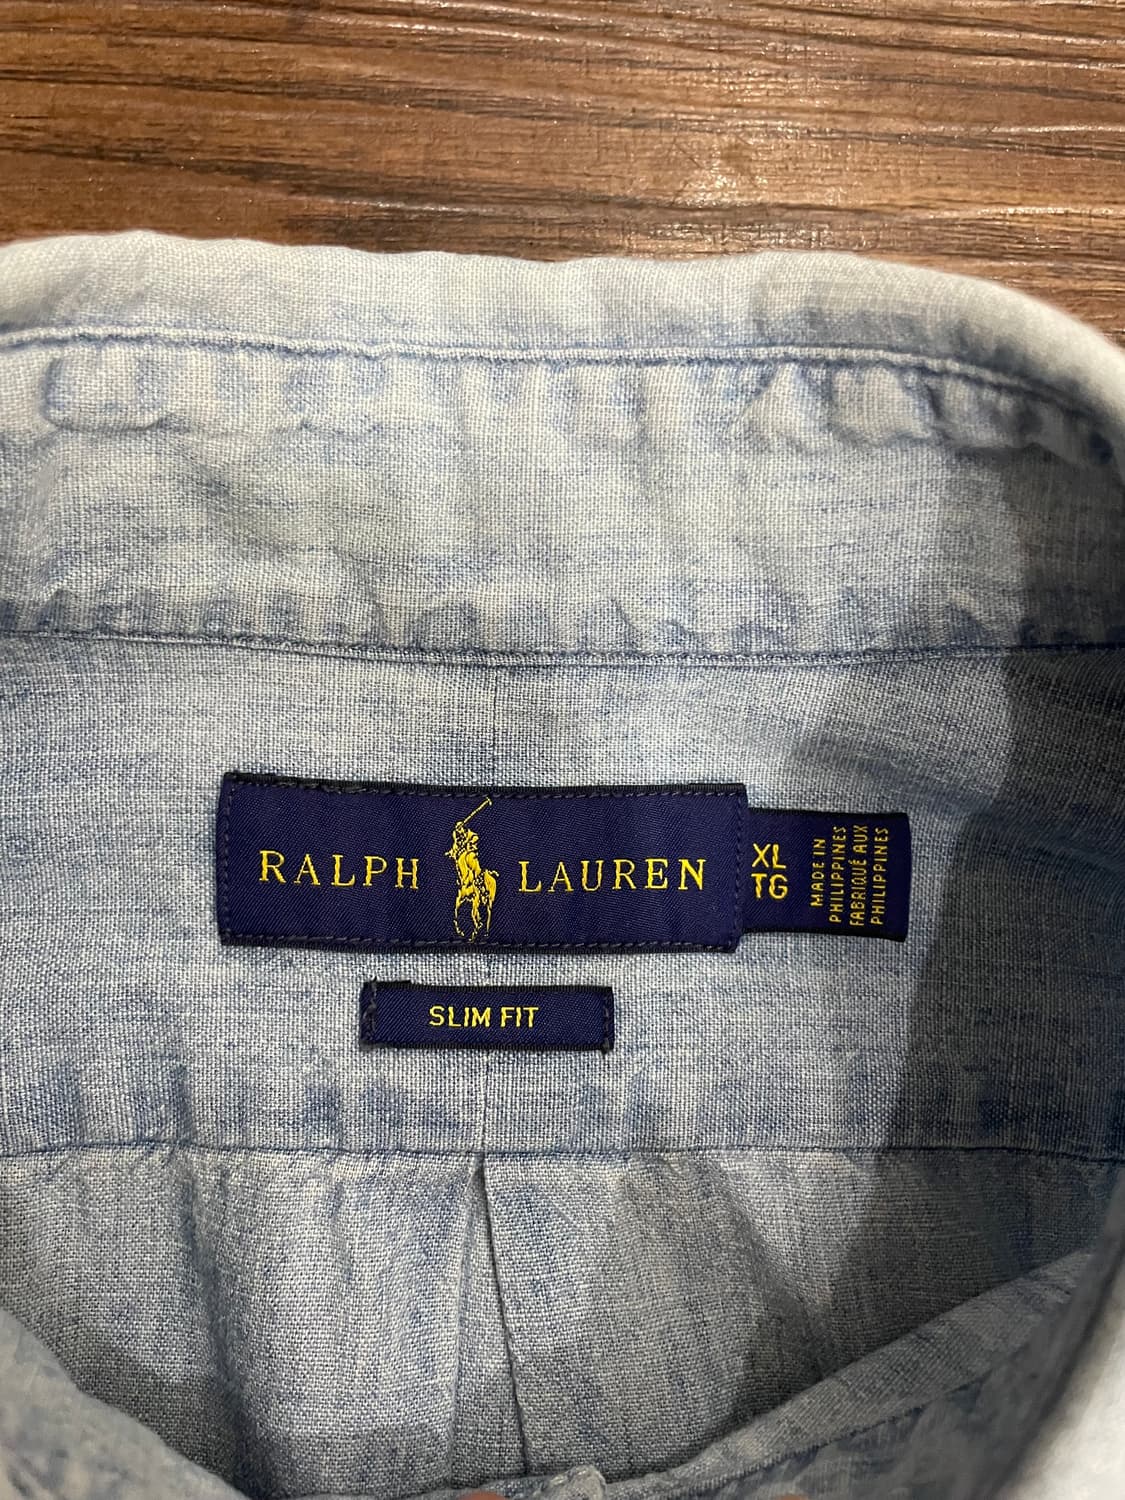 RALPH LAUREN
XL
TG
MADE IN
PHILIPPINES
FABRIQUÉ AUX
PHILIPPINES
SLIM FIT